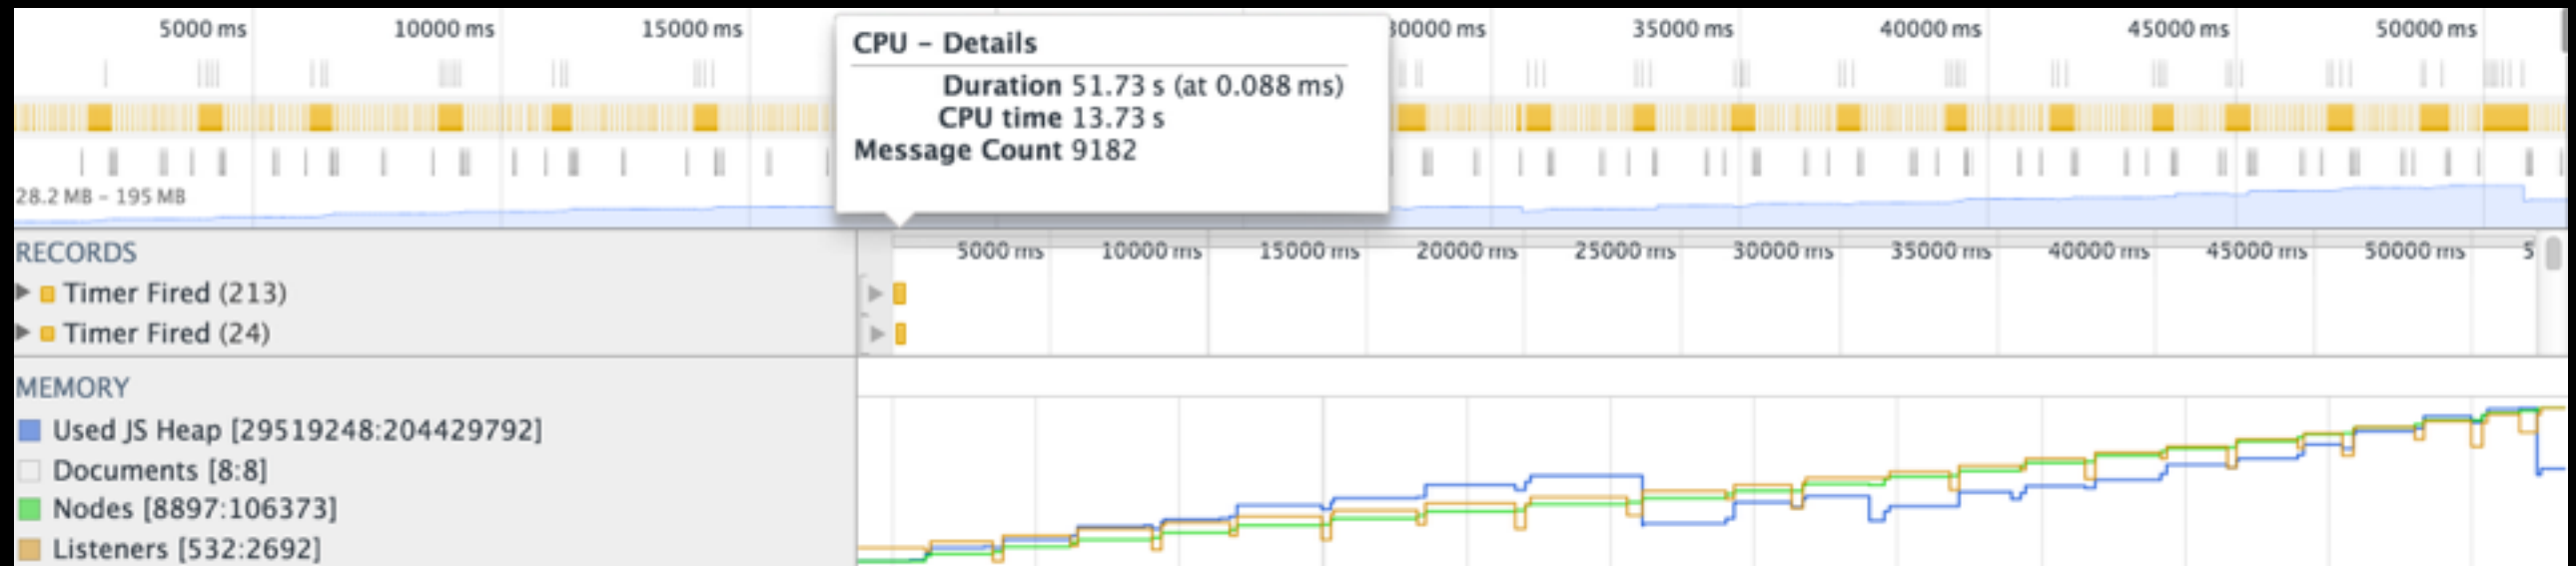 5000 ms 10000 ms 15000 ms 30000 ms 35000 ms 40000 ms 45000 ms 50000 ms
CPU – Details
Duration 51.73 s (at 0.088 ms)
CPU time 13.73 s
Message Count 9182
28.2 MB – 195 MB
RECORDS 5000 ms 10000 ms 15000 ms 20000 ms 25000 ms 30000 ms 35000 ms 40000 ms 45000 ms 50000 ms 5
Timer Fired (213)
Timer Fired (24)
MEMORY
Used JS Heap [29519248:204429792]
Documents [8:8]
Nodes [8897:106373]
Listeners [532:2692]